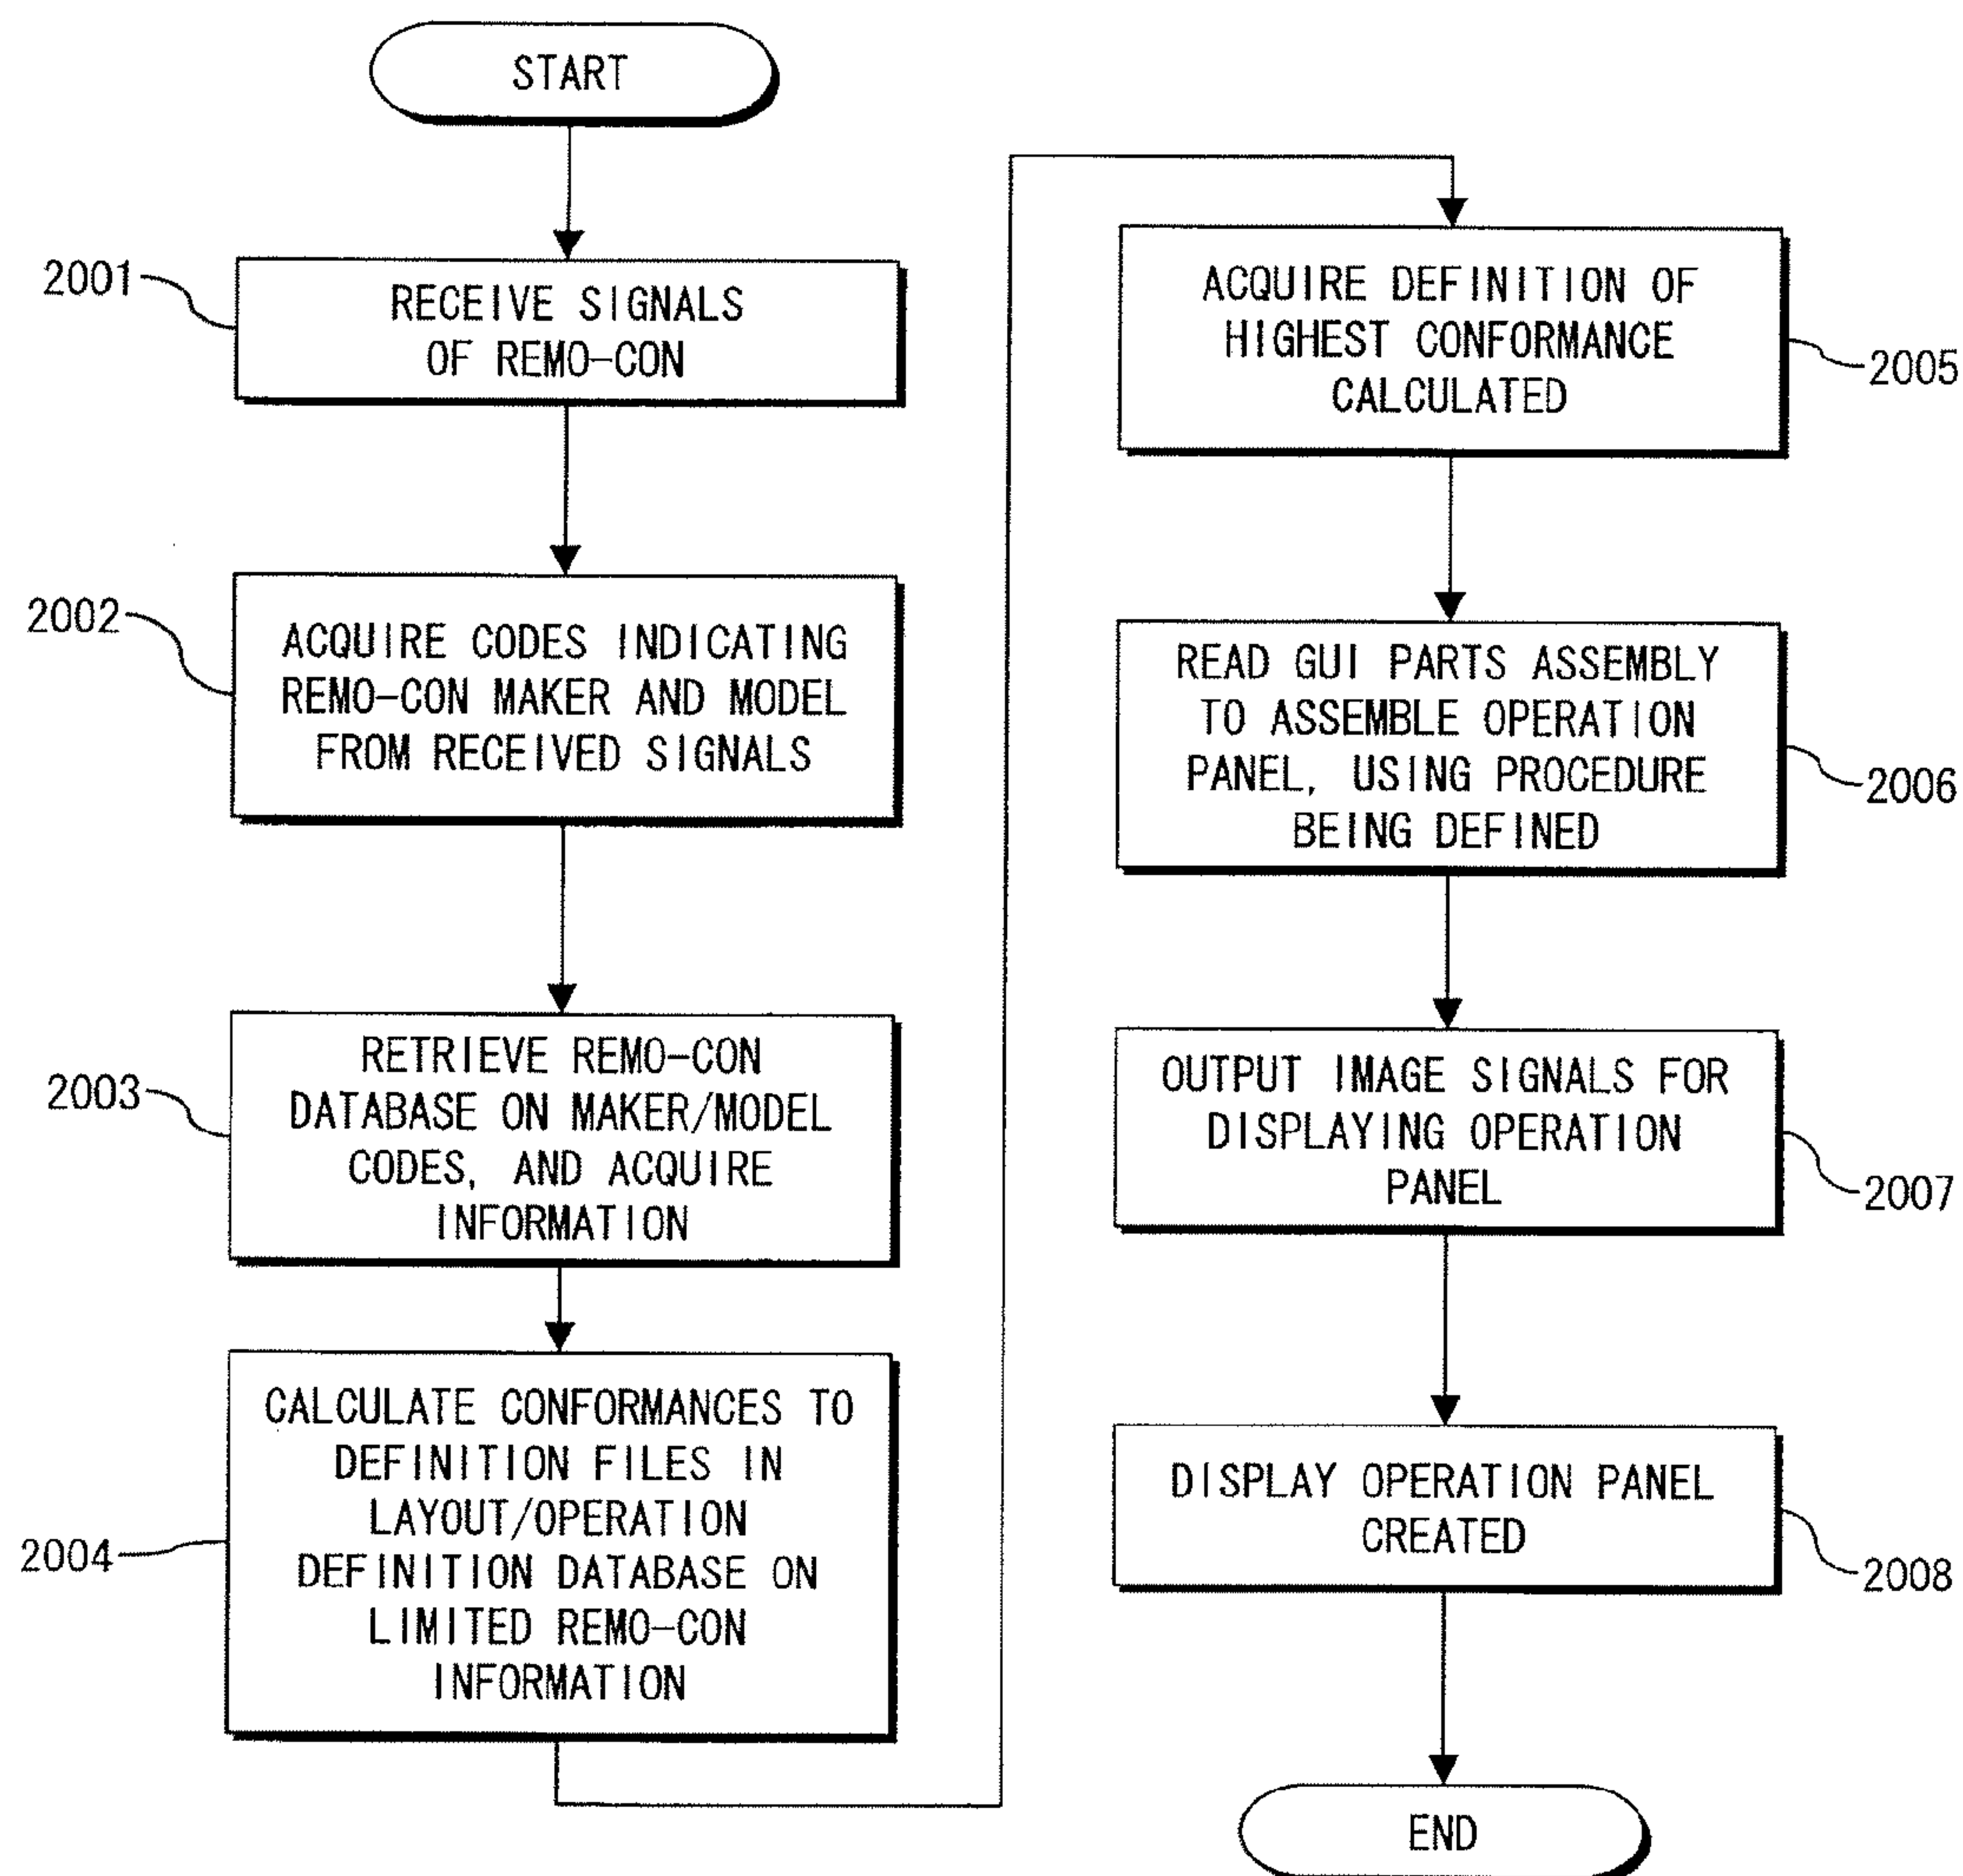 START
2001
RECEIVE SIGNALS
OF REMO-CON
2002
ACQUIRE CODES INDICATING
REMO-CON MAKER AND MODEL
FROM RECEIVED SIGNALS
2003
RETRIEVE REMO-CON
DATABASE ON MAKER/MODEL
CODES, AND ACQUIRE
INFORMATION
2004
CALCULATE CONFORMANCES TO
DEFINITION FILES IN
LAYOUT/OPERATION
DEFINITION DATABASE ON
LIMITED REMO-CON
INFORMATION
ACQUIRE DEFINITION OF
HIGHEST CONFORMANCE
CALCULATED
2005
READ GUI PARTS ASSEMBLY
TO ASSEMBLE OPERATION
PANEL, USING PROCEDURE
BEING DEFINED
2006
OUTPUT IMAGE SIGNALS FOR
DISPLAYING OPERATION
PANEL
2007
DISPLAY OPERATION PANEL
CREATED
2008
END